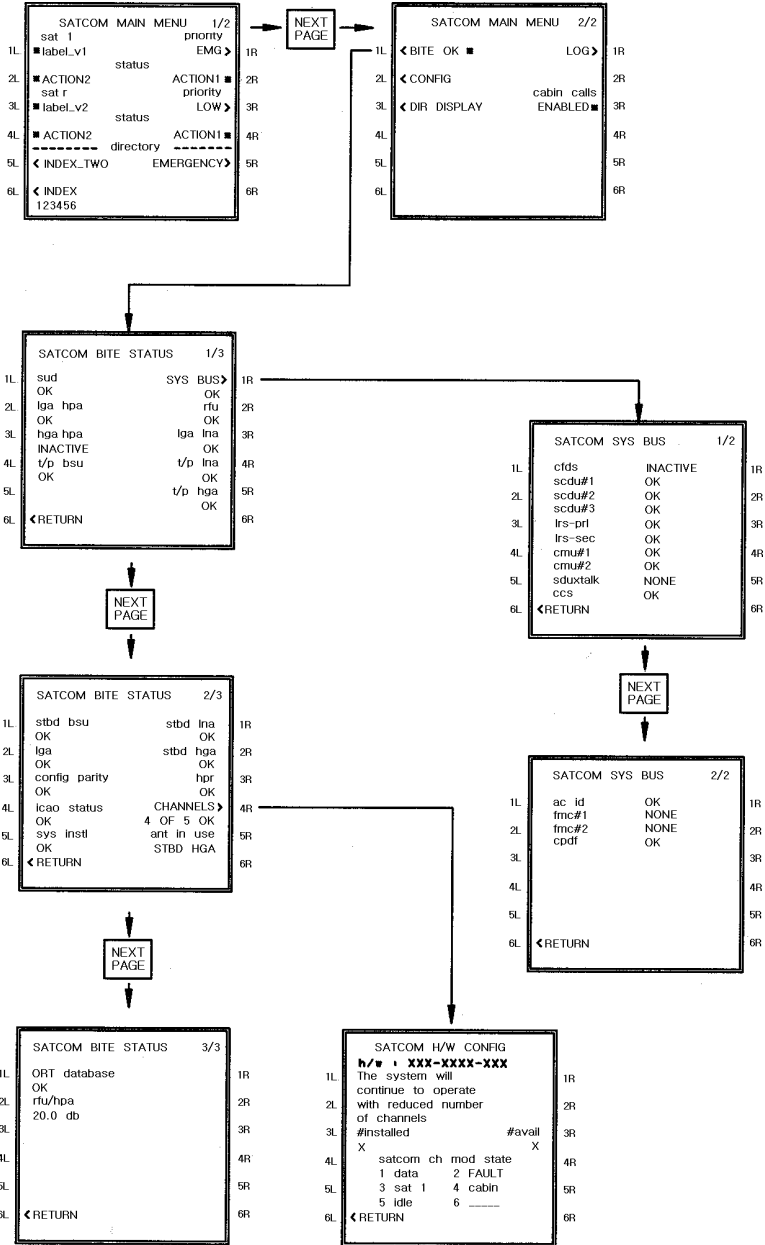 SATCOM MAIN MENU 1/2
sat 1 priority
1L label_v1 EMG> 1R
status
2L ACTION2 ACTION1 2R
sat r priority
3L label_v2 LOW> 3R
status
4L ACTION2 ACTION1 4R
-------- directory --------
5L < INDEX_TWO EMERGENCY> 5R
6L < INDEX 6R
123456
NEXT
PAGE
SATCOM MAIN MENU 2/2
1L < BITE OK LOG> 1R
2L < CONFIG 2R
cabin calls
3L < DIR DISPLAY ENABLED 3R
4L 4R
5L 5R
6L 6R
SATCOM BITE STATUS 1/3
1L sud SYS BUS> 1R
OK OK
2L lga hpa rfu 2R
OK OK
3L hga hpa lga lna 3R
INACTIVE OK
4L t/p bsu t/p lna 4R
OK OK
5L t/p hga 5R
OK
6L <RETURN 6R
NEXT
PAGE
SATCOM SYS BUS 1/2
1L cfds INACTIVE 1R
scdu#1 OK
2L scdu#2 OK 2R
scdu#3 OK
3L Irs-prl OK 3R
Irs-sec OK
4L cmu#1 OK 4R
cmu#2 OK
5L sduxtalk NONE 5R
ccs OK
6L <RETURN 6R
NEXT
PAGE
SATCOM BITE STATUS 2/3
1L stbd bsu stbd lna 1R
OK OK
2L lga stbd hga 2R
OK OK
3L config parity hpr 3R
OK OK
4L icao status CHANNELS> 4R
OK 4 OF 5 OK
5L sys instl ant in use 5R
OK STBD HGA
6L < RETURN 6R
NEXT
PAGE
SATCOM SYS BUS 2/2
1L ac id OK 1R
fmc#1 NONE
2L fmc#2 NONE 2R
cpdf OK
3L 3R
4L 4R
5L 5R
6L <RETURN 6R
SATCOM BITE STATUS 3/3
1L ORT database 1R
OK
2L rfu/hpa 2R
20.0 db
3L 3R
4L 4R
5L 5R
6L <RETURN 6R
SATCOM H/W CONFIG
h/w : XXX-XXXX-XXX
1L The system will 1R
continue to operate
2L with reduced number 2R
of channels
3L #installed #avail 3R
X X
4L satcom ch mod state 4R
1 data 2 FAULT
5L 3 sat 1 4 cabin 5R
5 idle 6 _____
6L < RETURN 6R